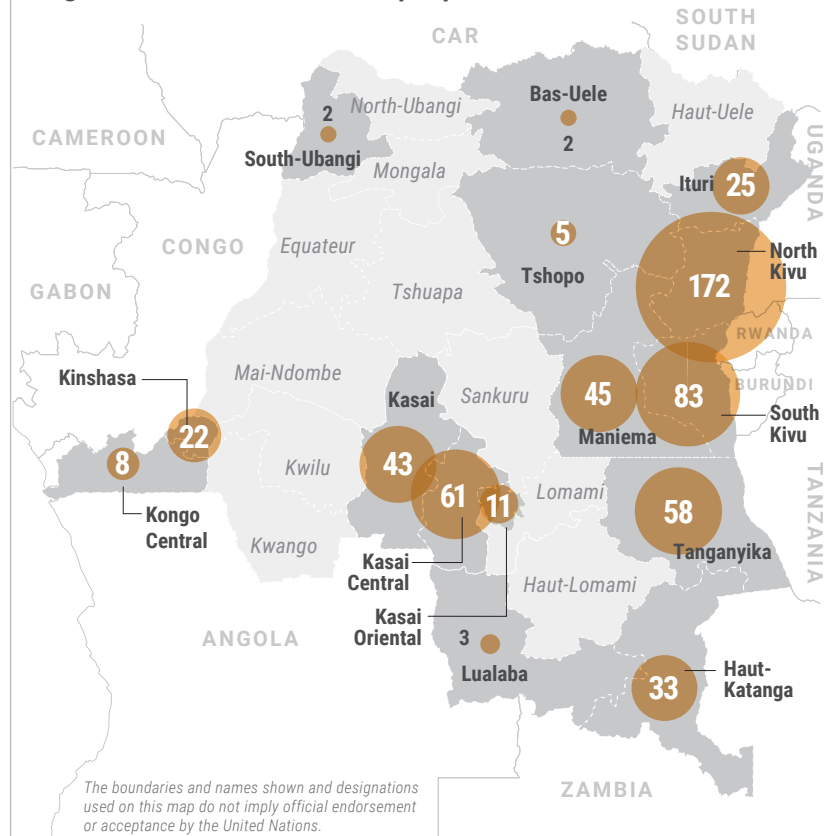 SOUTH
SUDAN
CAR
Bas-Uele
2
North-Ubangi
2
South-Ubangi
Haut-Uele
CAMEROON
UGANDA
Mongala
Ituri
25
CONGO
Equateur
5
Tshopo
North
Kivu
172
GABON
Tshuapa
RWANDA
Kinshasa
Mai-Ndombe
Kasai
Sankuru
45
83
BURUNDI
South
Kivu
Maniema
22
8
Kwilu
43
61
11
Lomami
58
TANZANIA
Kongo
Central
Kwango
Kasai
Central
Tanganyika
Haut-Lomami
Kasai
Oriental
ANGOLA
3
Lualaba
33
Haut-
Katanga
ZAMBIA
The boundaries and names shown and designations
used on this map do not imply official endorsement
or acceptance by the United Nations.